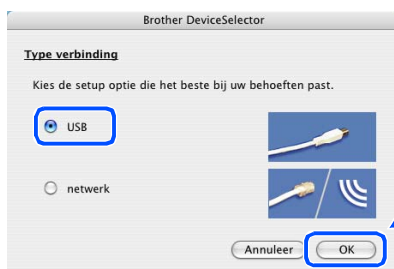 Brother DeviceSelector
Type verbinding
Kies de setup optie die het beste bij uw behoeften past.
USB
netwerk
Annuleer
OK